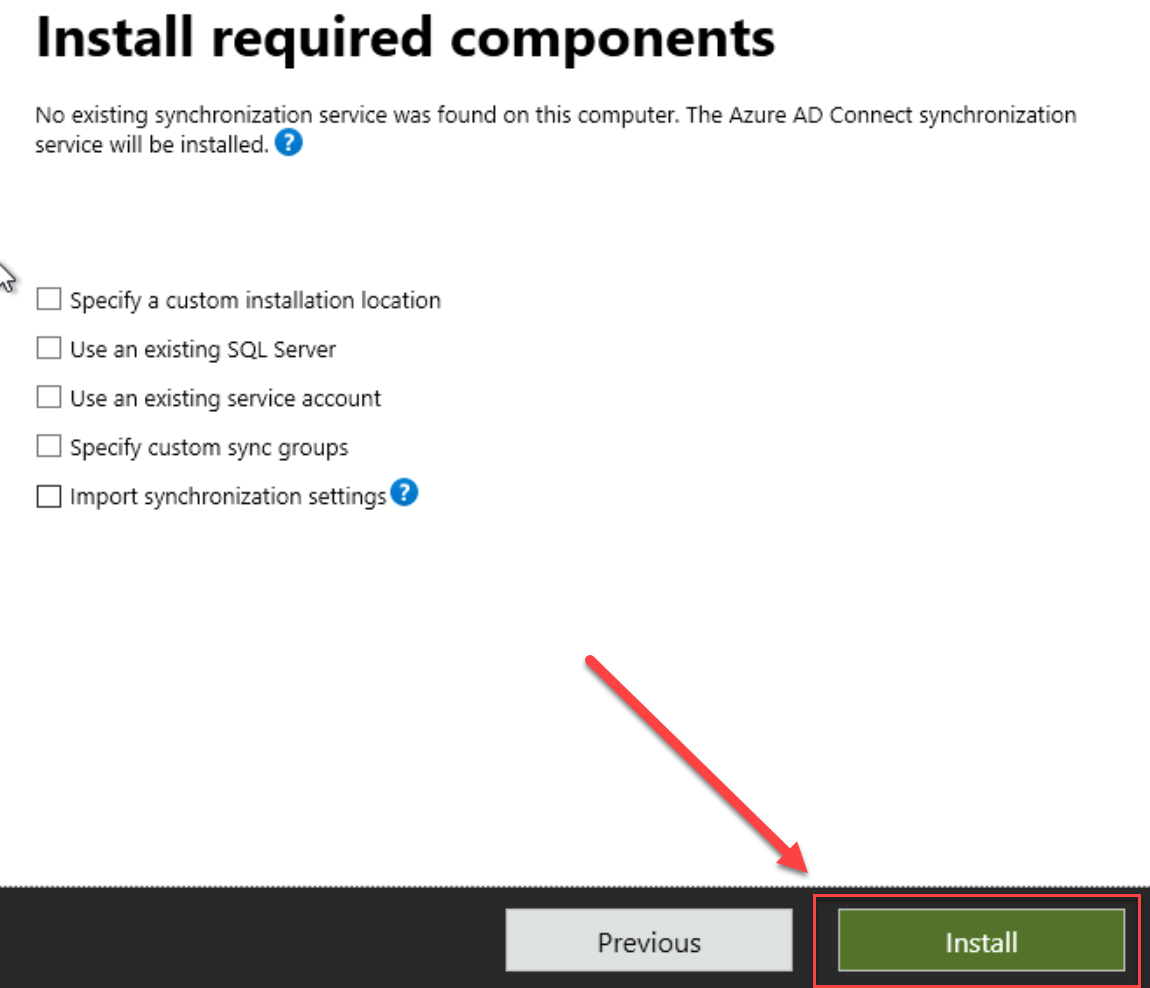 Install required components
No existing synchronization service was found on this computer. The Azure AD Connect synchronization
service will be installed. ?
Specify a custom installation location
Use an existing SQL Server
Use an existing service account
Specify custom sync groups
Import synchronization settings ?
Previous
Install